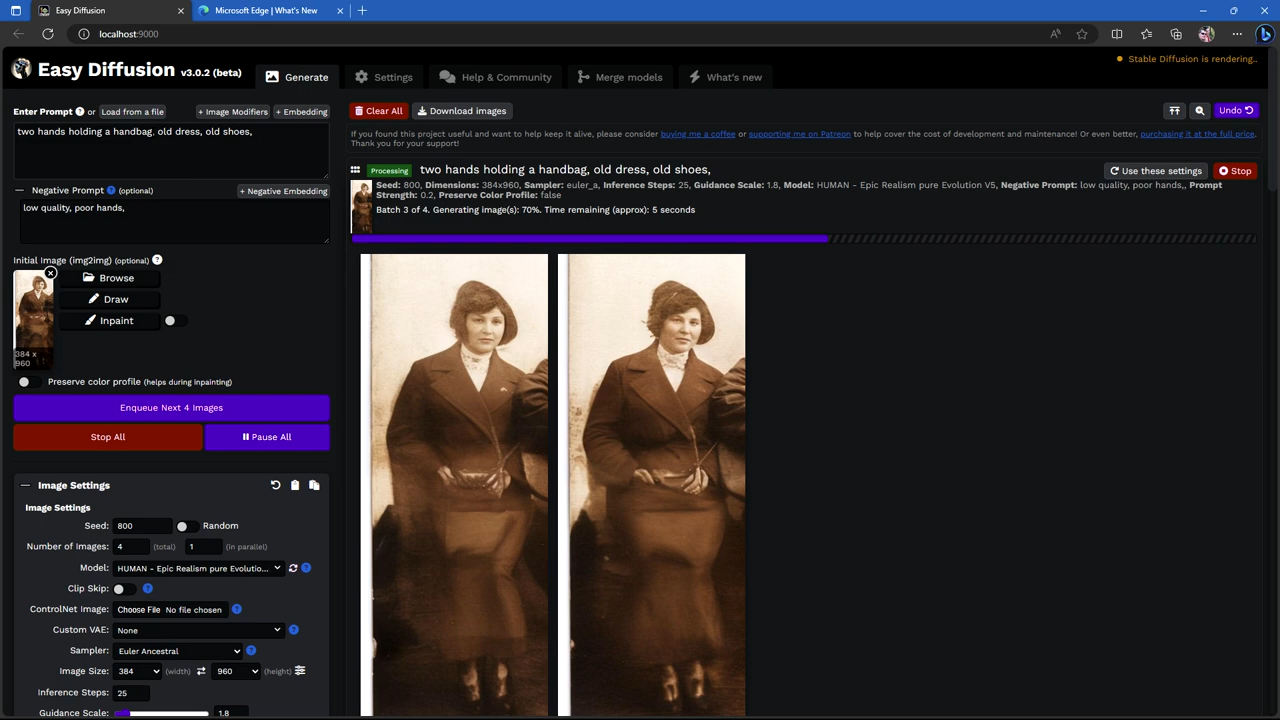 Easy Diffusion
Microsoft Edge | What's New
localhost:9000
Easy Diffusion v3.0.2 (beta)
Generate
Settings
Help & Community
Merge models
What's new
Stable Diffusion is rendering..
Enter Prompt or Load from a file
+ Image Modifiers
+ Embedding
two hands holding a handbag. old dress, old shoes,
Negative Prompt (optional)
+ Negative Embedding
low quality, poor hands,
Initial Image (img2img) (optional)
384 x
960
Browse
Draw
Inpaint
Preserve color profile (helps during inpainting)
Enqueue Next 4 Images
Stop All
Pause All
Image Settings
Image Settings
Seed: 800 Random
Number of Images: 4 (total) 1 (in parallel)
Model: HUMAN - Epic Realism pure Evolutio...
Clip Skip:
ControlNet Image: Choose File No file chosen
Custom VAE: None
Sampler: Euler Ancestral
Image Size: 384 (width) 960 (height)
Inference Steps: 25
Guidance Scale: 1.8
Clear All
Download images
Undo
If you found this project useful and want to help keep it alive, please consider buying me a coffee or supporting me on Patreon to help cover the cost of development and maintenance! Or even better, purchasing it at the full price.
Thank you for your support!
Processing two hands holding a handbag, old dress, old shoes,
Use these settings
Stop
Seed: 800, Dimensions: 384x960, Sampler: euler_a, Inference Steps: 25, Guidance Scale: 1.8, Model: HUMAN - Epic Realism pure Evolution V5, Negative Prompt: low quality, poor hands,, Prompt
Strength: 0.2, Preserve Color Profile: false
Batch 3 of 4. Generating image(s): 70%. Time remaining (approx): 5 seconds